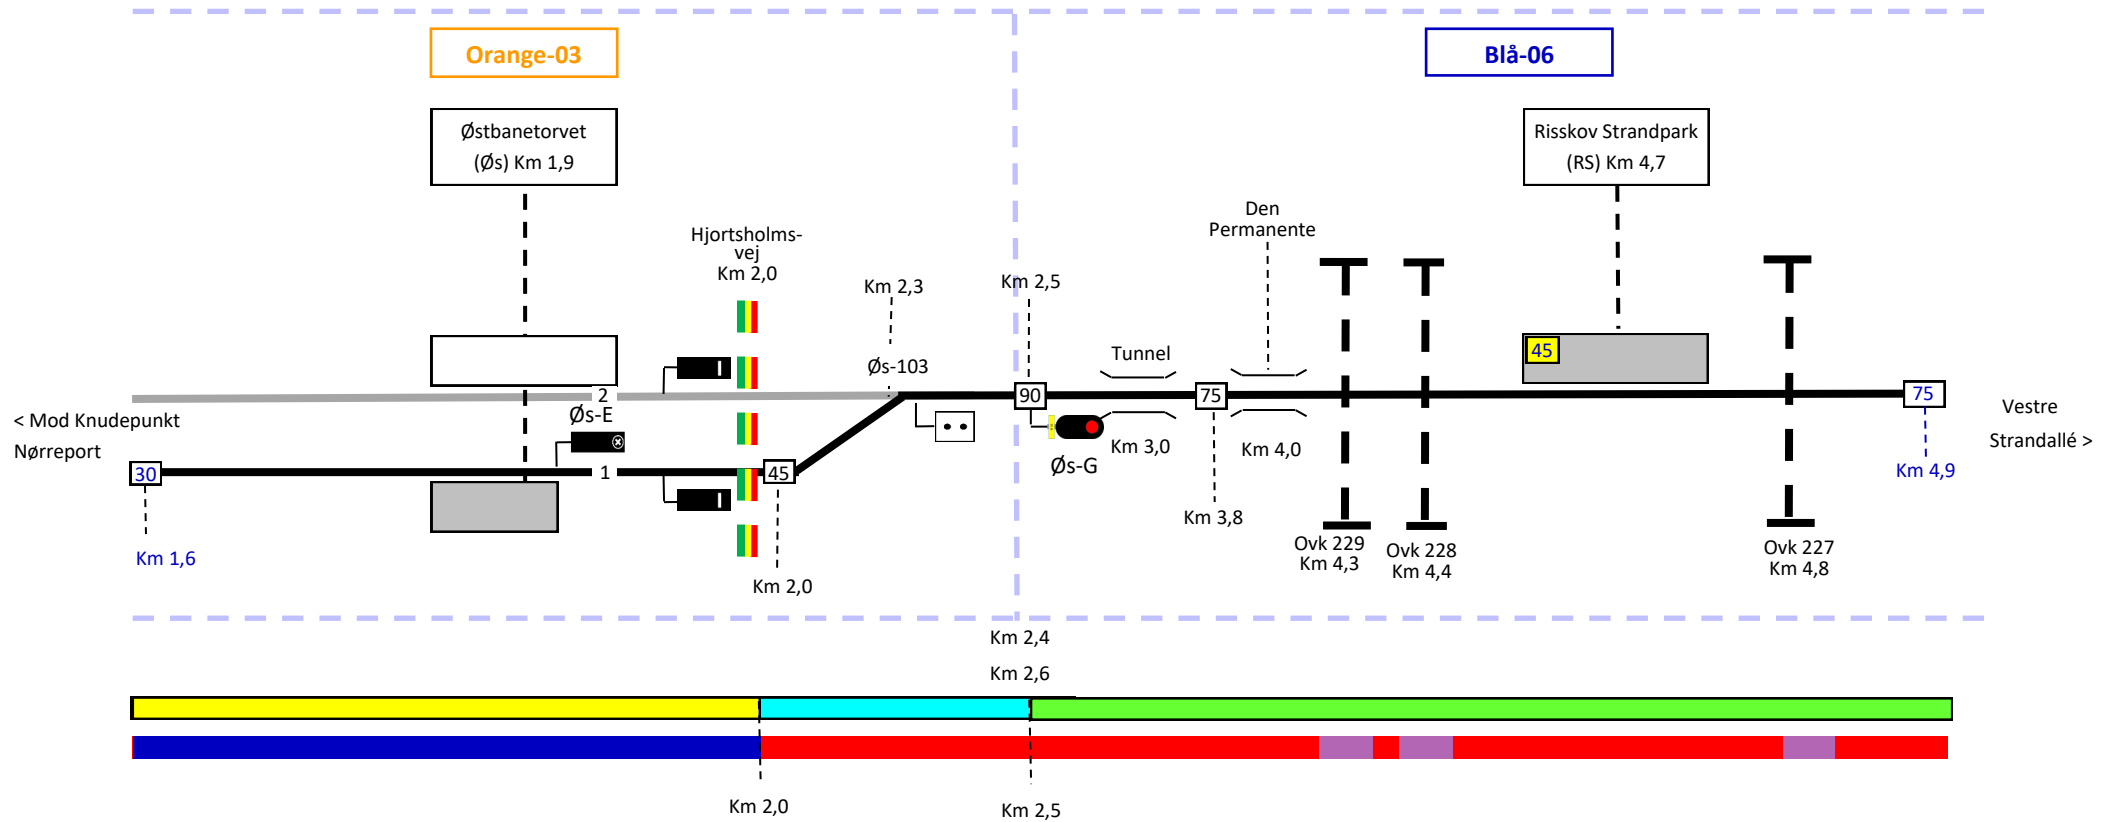 Orange-03
Blå-06
Østbanetorvet
(Øs) Km 1,9
Risskov Strandpark
(RS) Km 4,7
Hjortsholms-
vej
Km 2,0
Den
Permanente
Km 2,3
Km 2,5
Øs-103
Tunnel
45
2
Øs-E
90
75
75
< Mod Knudepunkt
Nørreport
Vestre
Strandallé >
30
1
45
Øs-G
Km 3,0
Km 4,0
Km 4,9
Km 3,8
Km 1,6
Km 2,0
Ovk 229
Km 4,3
Ovk 228
Km 4,4
Ovk 227
Km 4,8
Km 2,4
Km 2,6
Km 2,0
Km 2,5